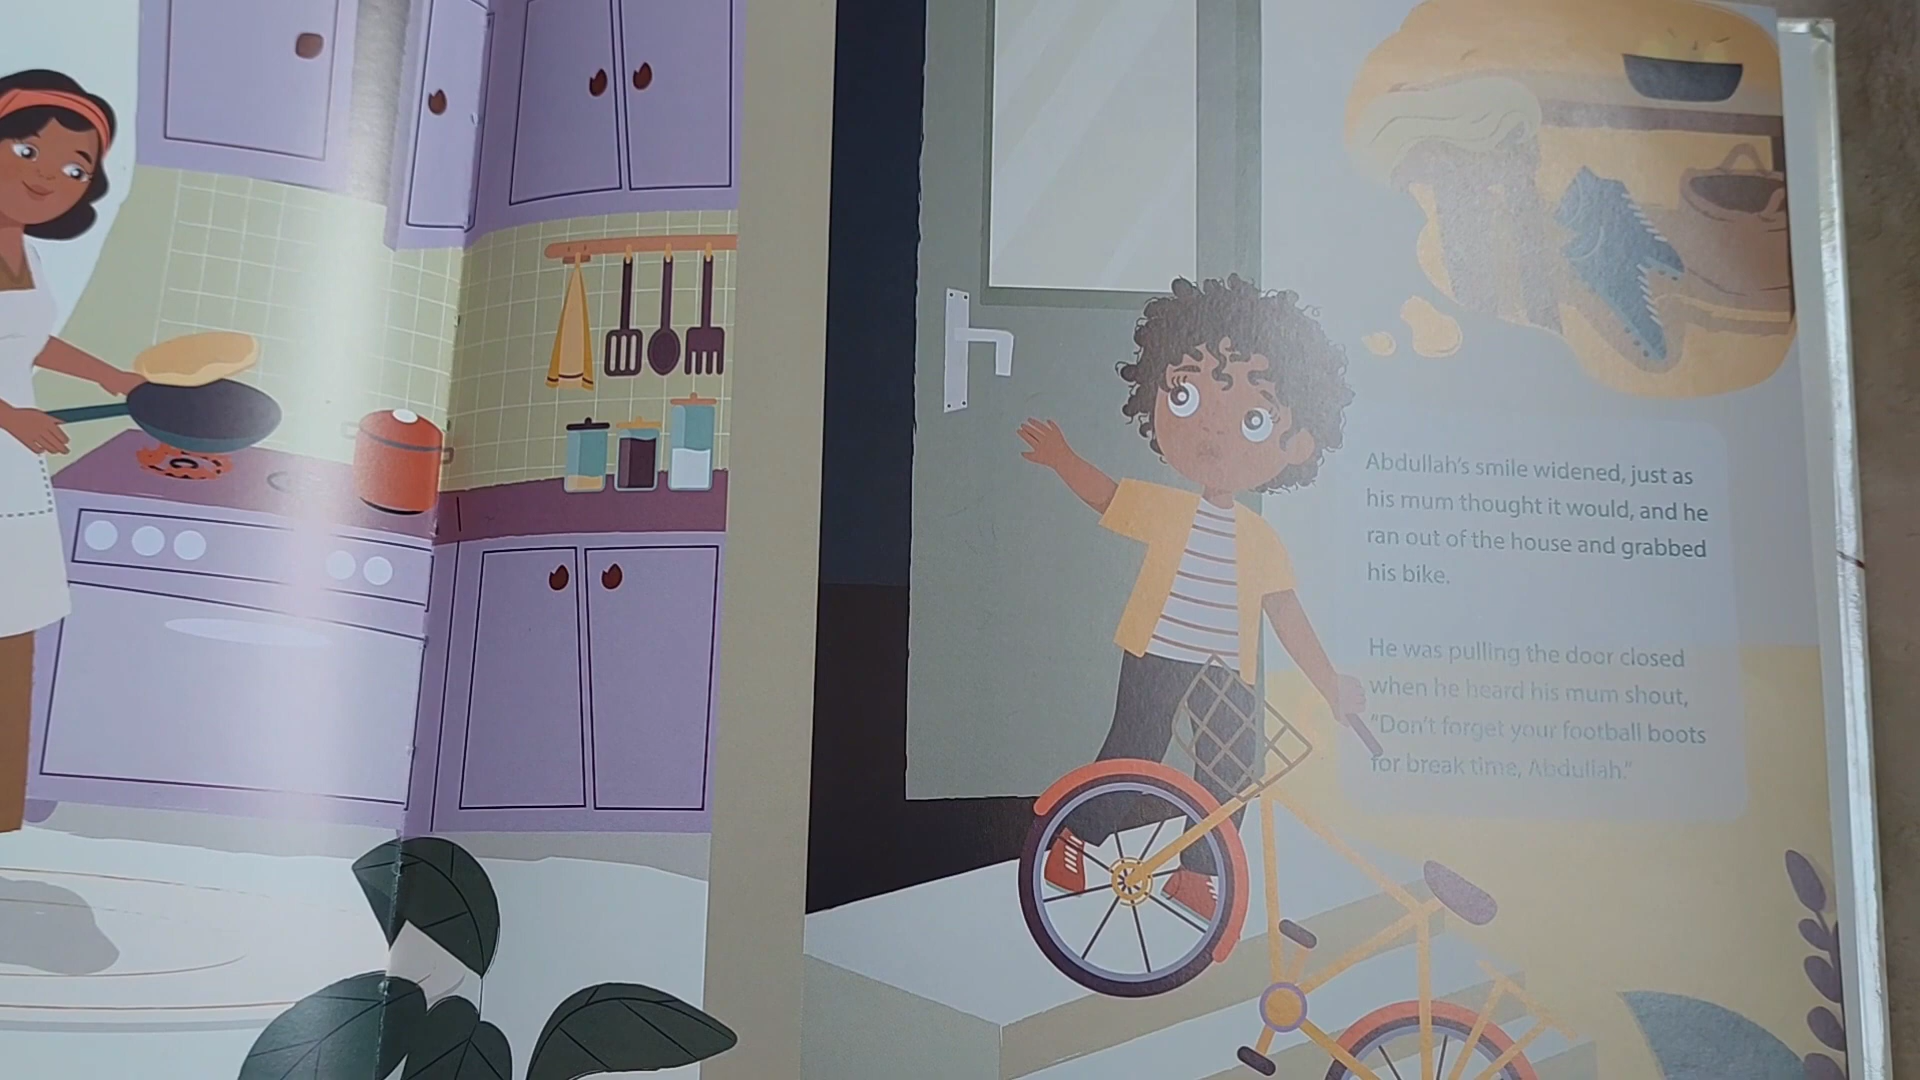 Abdullah's smile widened, just as
his mum thought it would, and he
ran out of the house and grabbed
his bike.
He was pulling the door closed
when he heard his mum shout,
"Don't forget your football boots
for break time, Abdullah."